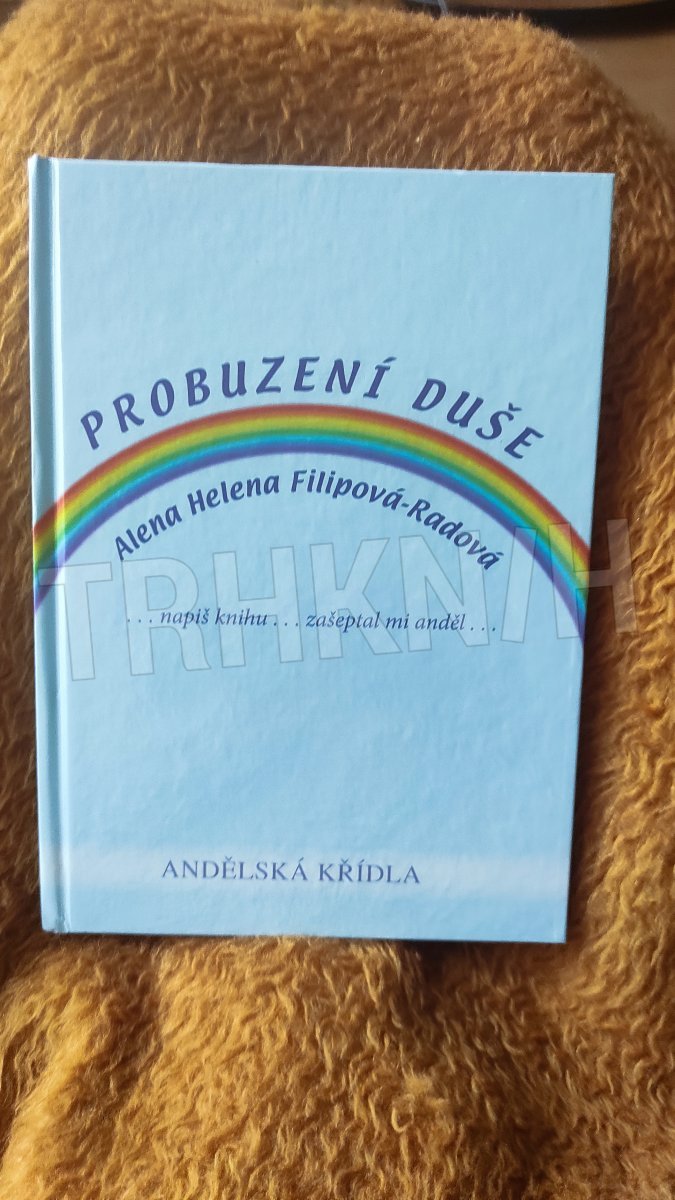 PROBUZENÍ DUŠE
Alena Helena Filipová-Radová
TRHKNIH
. . . napiš knihu . . . zašeptal mi anděl . . .
ANDĚLSKÁ KŘÍDLA